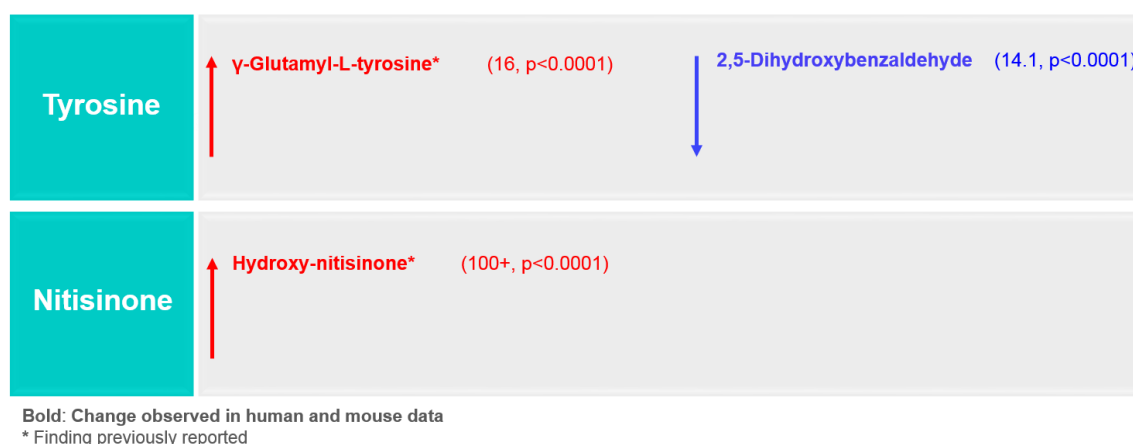 Tyrosine
γ-Glutamyl-L-tyrosine* (16, p<0.0001)
2,5-Dihydroxybenzaldehyde (14.1, p<0.0001)
Nitisinone
Hydroxy-nitisinone* (100+, p<0.0001)
Bold: Change observed in human and mouse data
* Finding previously reported